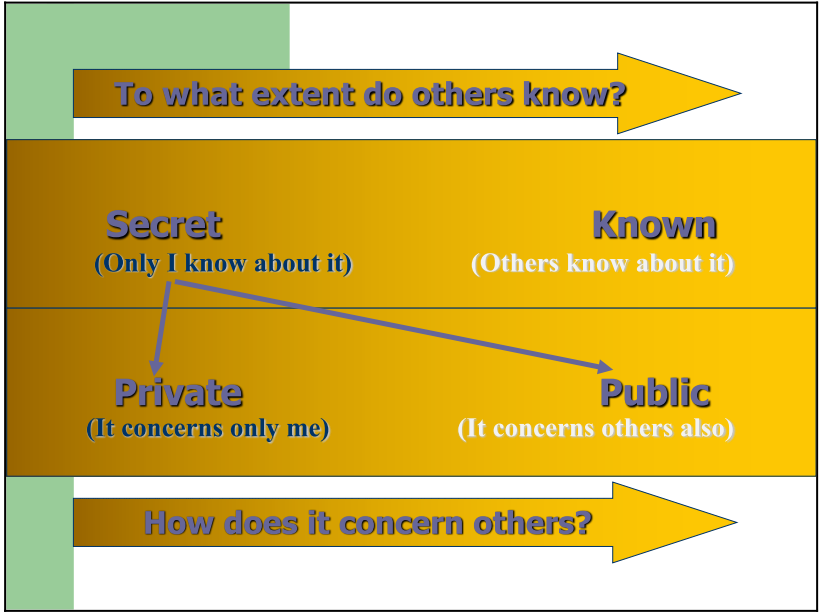 To what extent do others know?
Secret Known
(Only I know about it) (Others know about it)
Private Public
(It concerns only me) (It concerns others also)
How does it concern others?